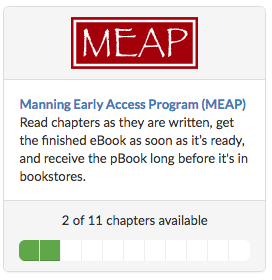 MEAP
Manning Early Access Program (MEAP)
Read chapters as they are written, get
the finished eBook as soon as it's ready,
and receive the pBook long before it's in
bookstores.
2 of 11 chapters available